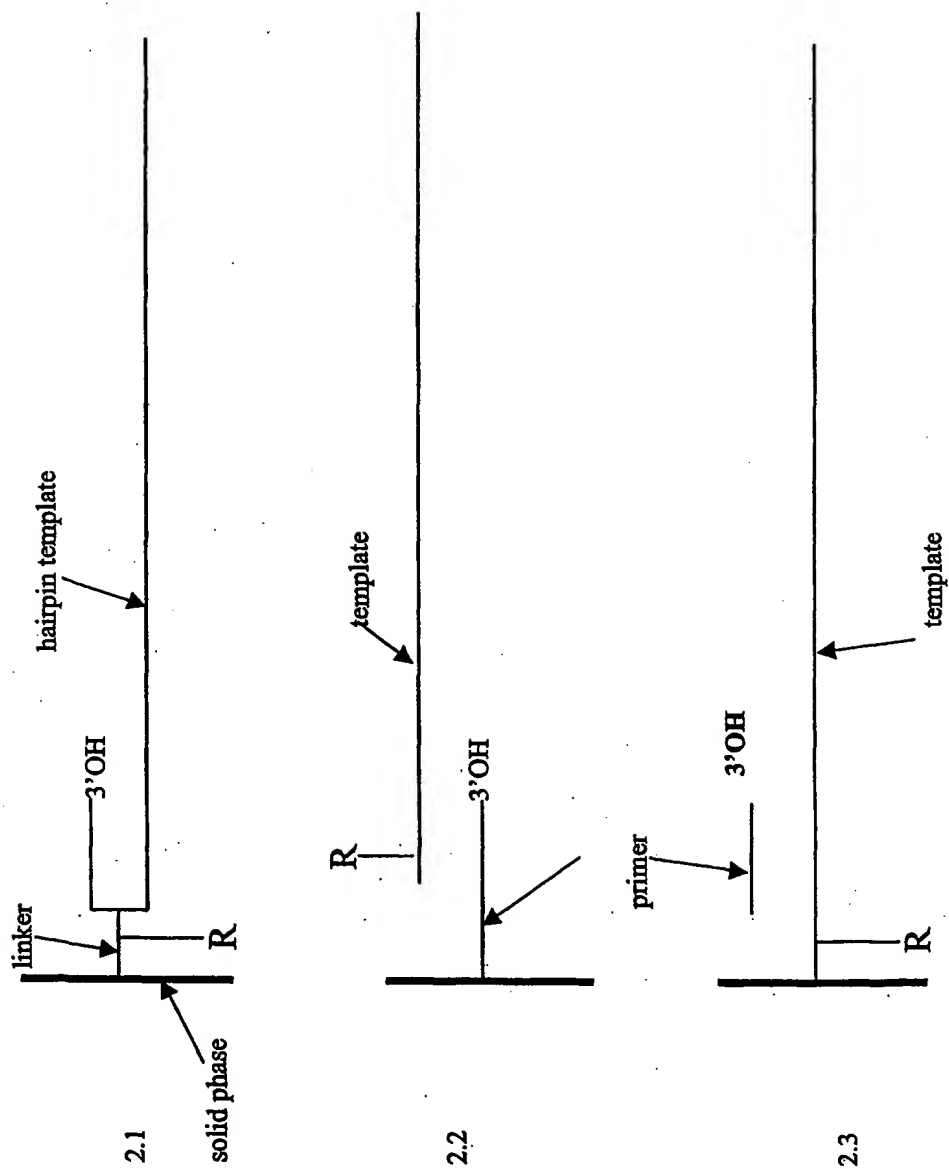 2.1
solid phase
linker
R
3'OH
hairpin template
2.2
R
3'OH
template
2.3
primer
R
3'OH
template